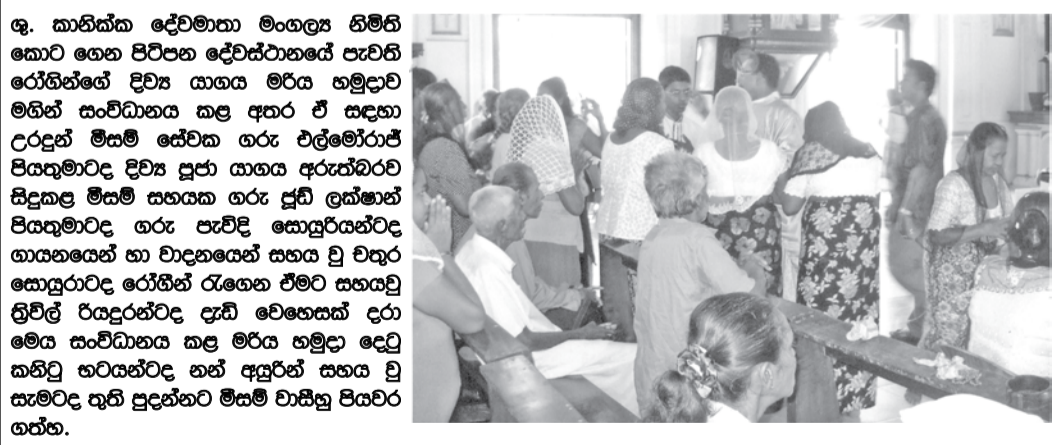 ශු. කානික්ක දේවමාතා මංගල්‍ය නිමිති
කොට ගෙන පිටිපන දේවස්ථානයේ පැවති
රෝගින්ගේ දිව්‍ය යාගය මරිය හමුදාව
මගින් සංවිධානය කළ අතර ඒ සඳහා
උරදුන් මීසම් සේවක ගරු එල්මෝරාජ්
පියතුමාටද දිව්‍ය පූජා යාගය අරුත්බරව
සිදුකළ මීසම් සහයක ගරු ජූඩ් ලක්ෂාන්
පියතුමාටද ගරු පැවිදි සොයුරියන්ටද
ගායනයෙන් හා වාදනයෙන් සහය වු චතුර
සොයුරාටද රෝගීන් රැගෙන ඒමට සහයවු
ත්‍රිවිල් රියදුරන්ටද දැඩි වෙහෙසක් දරා
මෙය සංවිධානය කළ මරිය හමුදා දෙටු
කනිටු භටයන්ටද නන් අයුරින් සහය වු
සැමටද තුති පුදන්නට මීසම් වාසීහු පියවර
ගත්හ.